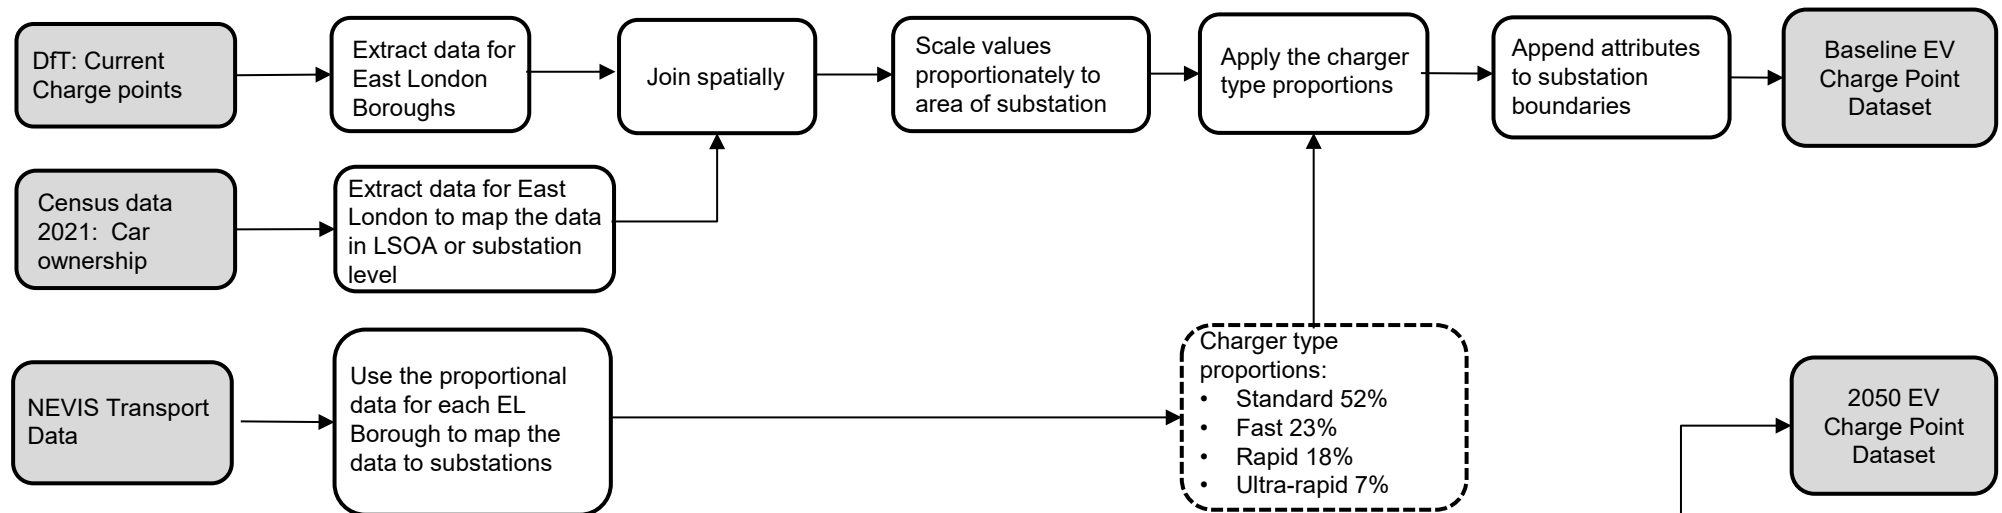 DfT: Current
Charge points
Extract data for
East London
Boroughs
Join spatially
Scale values
proportionately to
area of substation
Apply the charger
type proportions
Append attributes
to substation
boundaries
Baseline EV
Charge Point
Dataset
Census data
2021:  Car
ownership
Extract data for East
London to map the data
in LSOA or substation
level
NEVIS Transport
Data
Use the proportional
data for each EL
Borough to map the
data to substations
Charger type
proportions:
• Standard 52%
• Fast 23%
• Rapid 18%
• Ultra-rapid 7%
2050 EV
Charge Point
Dataset